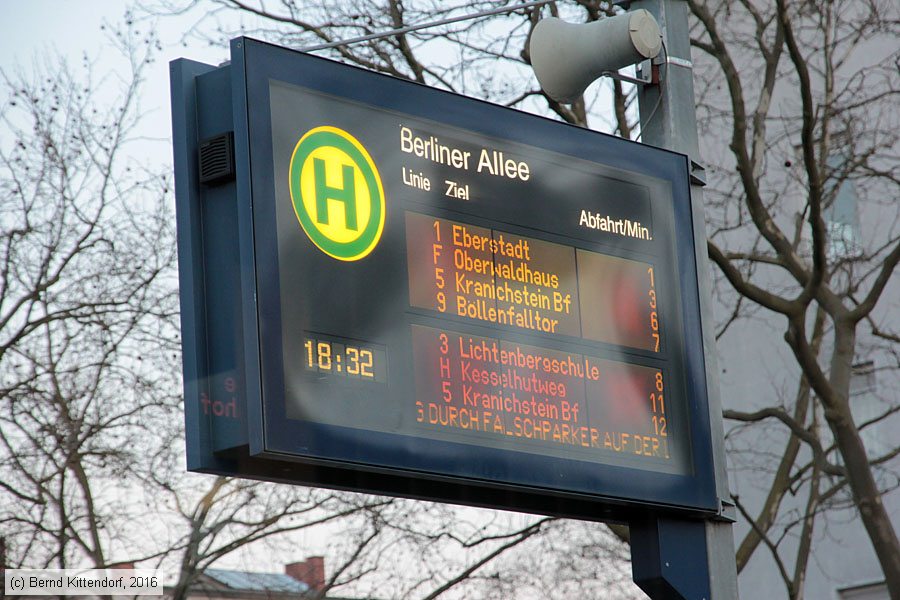 H
Berliner Allee
Linie Ziel
Abfahrt/Min.
1 Eberstadt 1
F Oberwaldhaus 3
5 Kranichstein Bf 6
9 Böllenfalltor 7
3 Lichtenbergschule 8
H Kesselhutweg 11
5 Kranichstein Bf 12
G DURCH FALSCHPARKER AUF DER
18:32
(c) Bernd Kittendorf, 2016